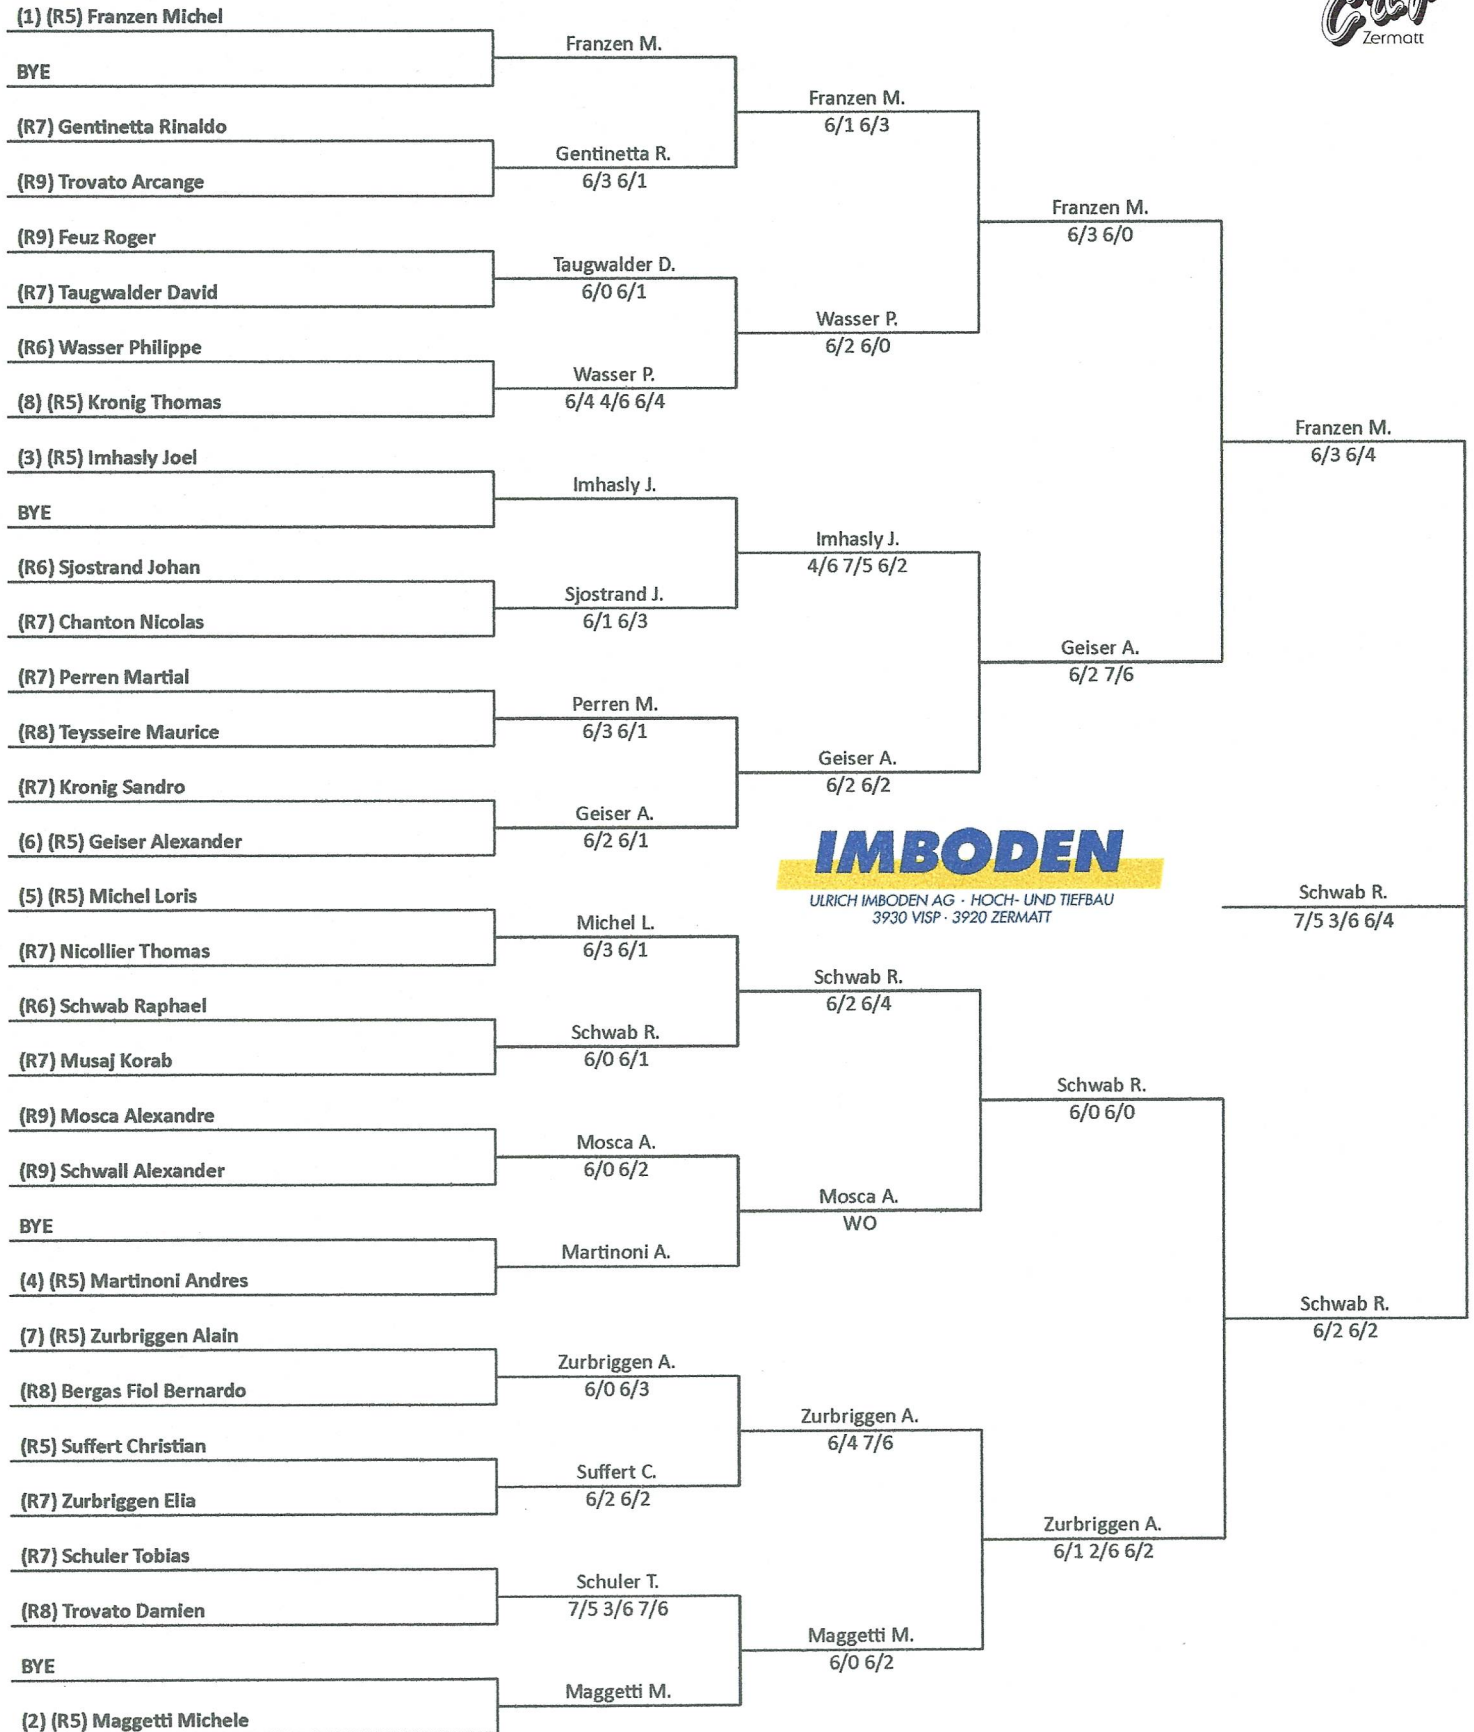 (1) (R5) Franzen Michel
BYE
(R7) Gentinetta Rinaldo
(R9) Trovato Arcange
(R9) Feuz Roger
(R7) Taugwalder David
(R6) Wasser Philippe
(8) (R5) Kronig Thomas
(3) (R5) Imhasly Joel
BYE
(R6) Sjostrand Johan
(R7) Chanton Nicolas
(R7) Perren Martial
(R8) Teysseire Maurice
(R7) Kronig Sandro
(6) (R5) Geiser Alexander
(5) (R5) Michel Loris
(R7) Nicollier Thomas
(R6) Schwab Raphael
(R7) Musaj Korab
(R9) Mosca Alexandre
(R9) Schwall Alexander
BYE
(4) (R5) Martinoni Andres
(7) (R5) Zurbriggen Alain
(R8) Bergas Fiol Bernardo
(R5) Suffert Christian
(R7) Zurbriggen Elia
(R7) Schuler Tobias
(R8) Trovato Damien
BYE
(2) (R5) Maggetti Michele
Franzen M.
Gentinetta R.
6/3 6/1
Taugwalder D.
6/0 6/1
Wasser P.
6/4 4/6 6/4
Imhasly J.
Sjostrand J.
6/1 6/3
Perren M.
6/3 6/1
Geiser A.
6/2 6/1
Michel L.
6/3 6/1
Schwab R.
6/0 6/1
Mosca A.
6/0 6/2
Martinoni A.
Zurbriggen A.
6/0 6/3
Suffert C.
6/2 6/2
Schuler T.
7/5 3/6 7/6
Maggetti M.
Franzen M.
6/1 6/3
Wasser P.
6/2 6/0
Imhasly J.
4/6 7/5 6/2
Geiser A.
6/2 6/2
Schwab R.
6/2 6/4
Mosca A.
WO
Zurbriggen A.
6/4 7/6
Maggetti M.
6/0 6/2
Franzen M.
6/3 6/0
Geiser A.
6/2 7/6
Schwab R.
6/0 6/0
Zurbriggen A.
6/1 2/6 6/2
Franzen M.
6/3 6/4
Schwab R.
6/2 6/2
Schwab R.
7/5 3/6 6/4
IMBODEN
ULRICH IMBODEN AG · HOCH- UND TIEFBAU
3930 VISP · 3920 ZERMATT
Cup
Zermatt